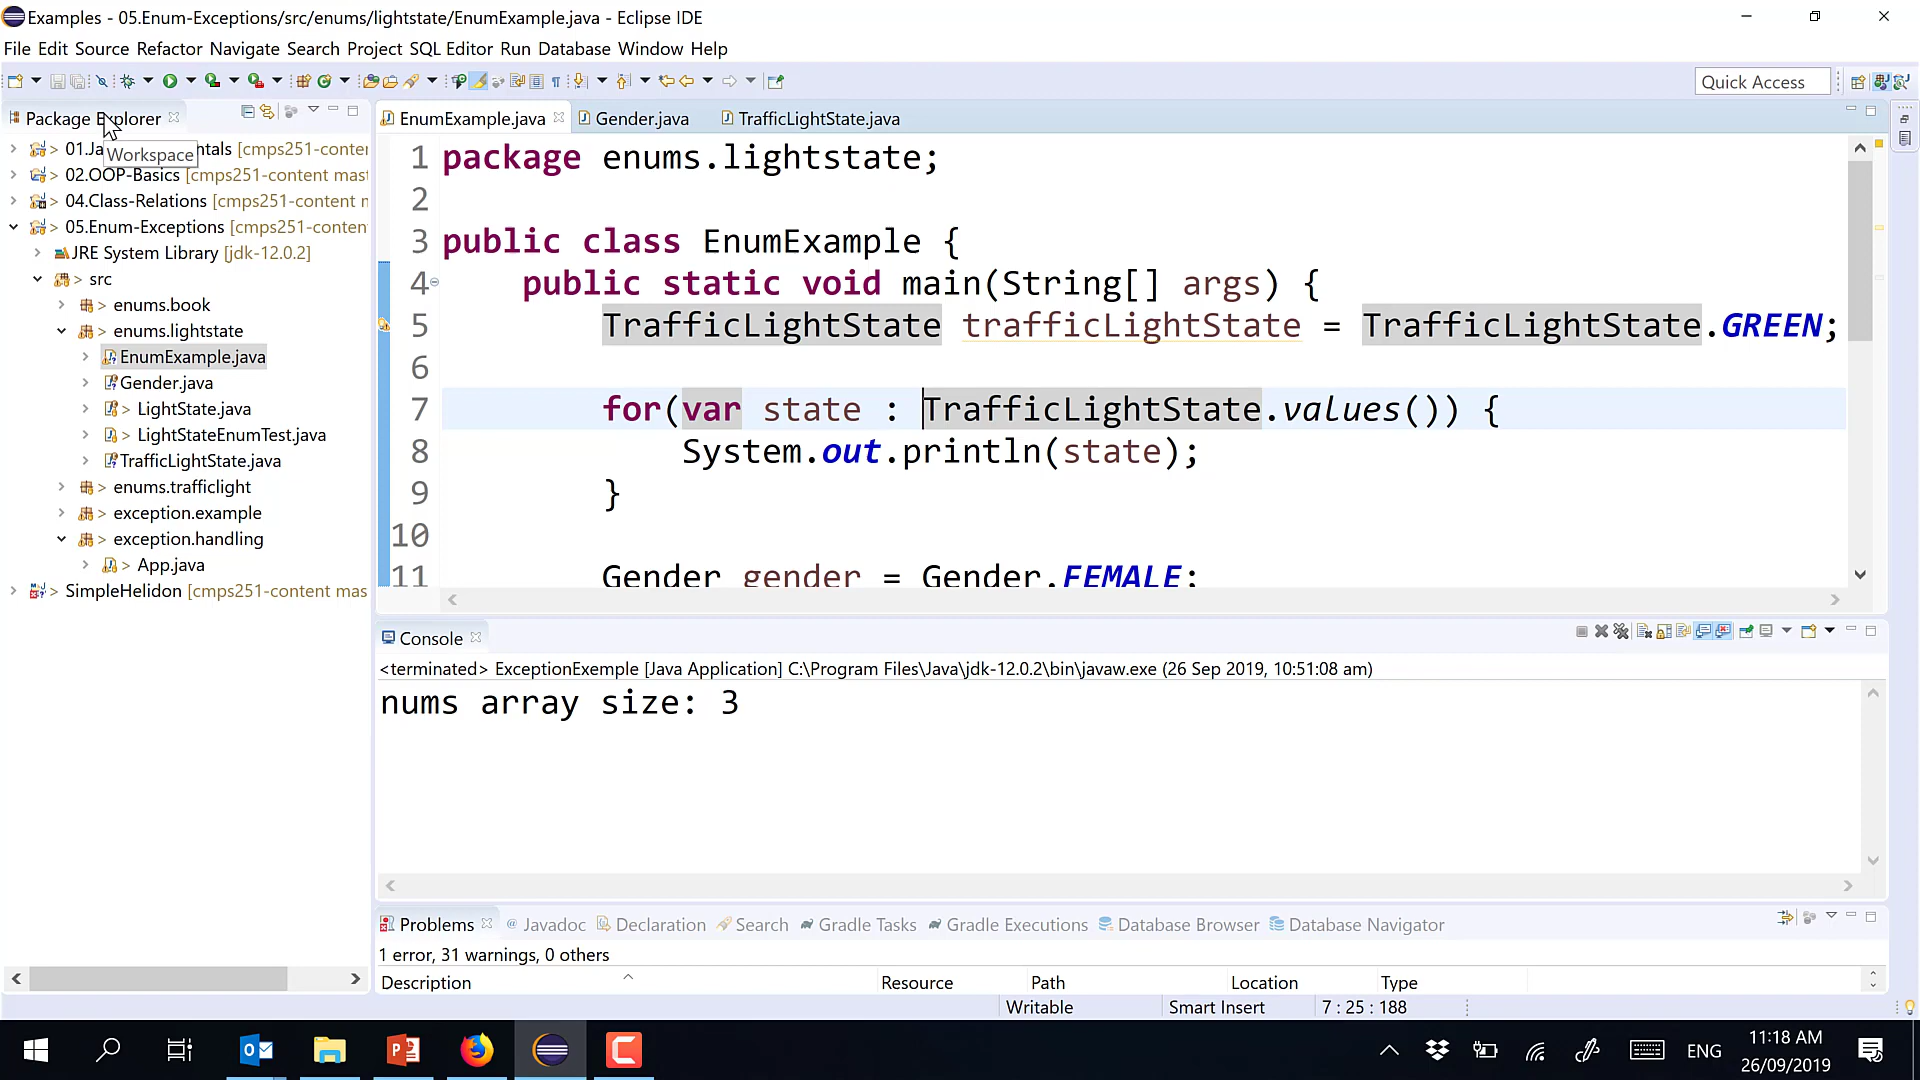 Examples - 05.Enum-Exceptions/src/enums/lightstate/EnumExample.java - Eclipse IDE
File Edit Source Refactor Navigate Search Project SQL Editor Run Database Window Help
Quick Access
Package Explorer
01.Ja ntals [cmps251-conter
Workspace
02.OOP-Basics [cmps251-content mast
04.Class-Relations [cmps251-content n
05.Enum-Exceptions [cmps251-conten
JRE System Library [jdk-12.0.2]
src
enums.book
enums.lightstate
EnumExample.java
Gender.java
LightState.java
LightStateEnumTest.java
TrafficLightState.java
enums.trafficlight
exception.example
exception.handling
App.java
SimpleHelidon [cmps251-content mas
EnumExample.java Gender.java TrafficLightState.java
1 package enums.lightstate;
2
3 public class EnumExample {
4 public static void main(String[] args) {
5 TrafficLightState trafficLightState = TrafficLightState.GREEN;
6
7 for(var state : TrafficLightState.values()) {
8 System.out.println(state);
9 }
10
11 Gender gender = Gender.FEMALE;
Console
<terminated> ExceptionExemple [Java Application] C:\Program Files\Java\jdk-12.0.2\bin\javaw.exe (26 Sep 2019, 10:51:08 am)
nums array size: 3
Problems @ Javadoc Declaration Search Gradle Tasks Gradle Executions Database Browser Database Navigator
1 error, 31 warnings, 0 others
Description Resource Path Location Type
Writable Smart Insert 7 : 25 : 188
ENG
11:18 AM
26/09/2019